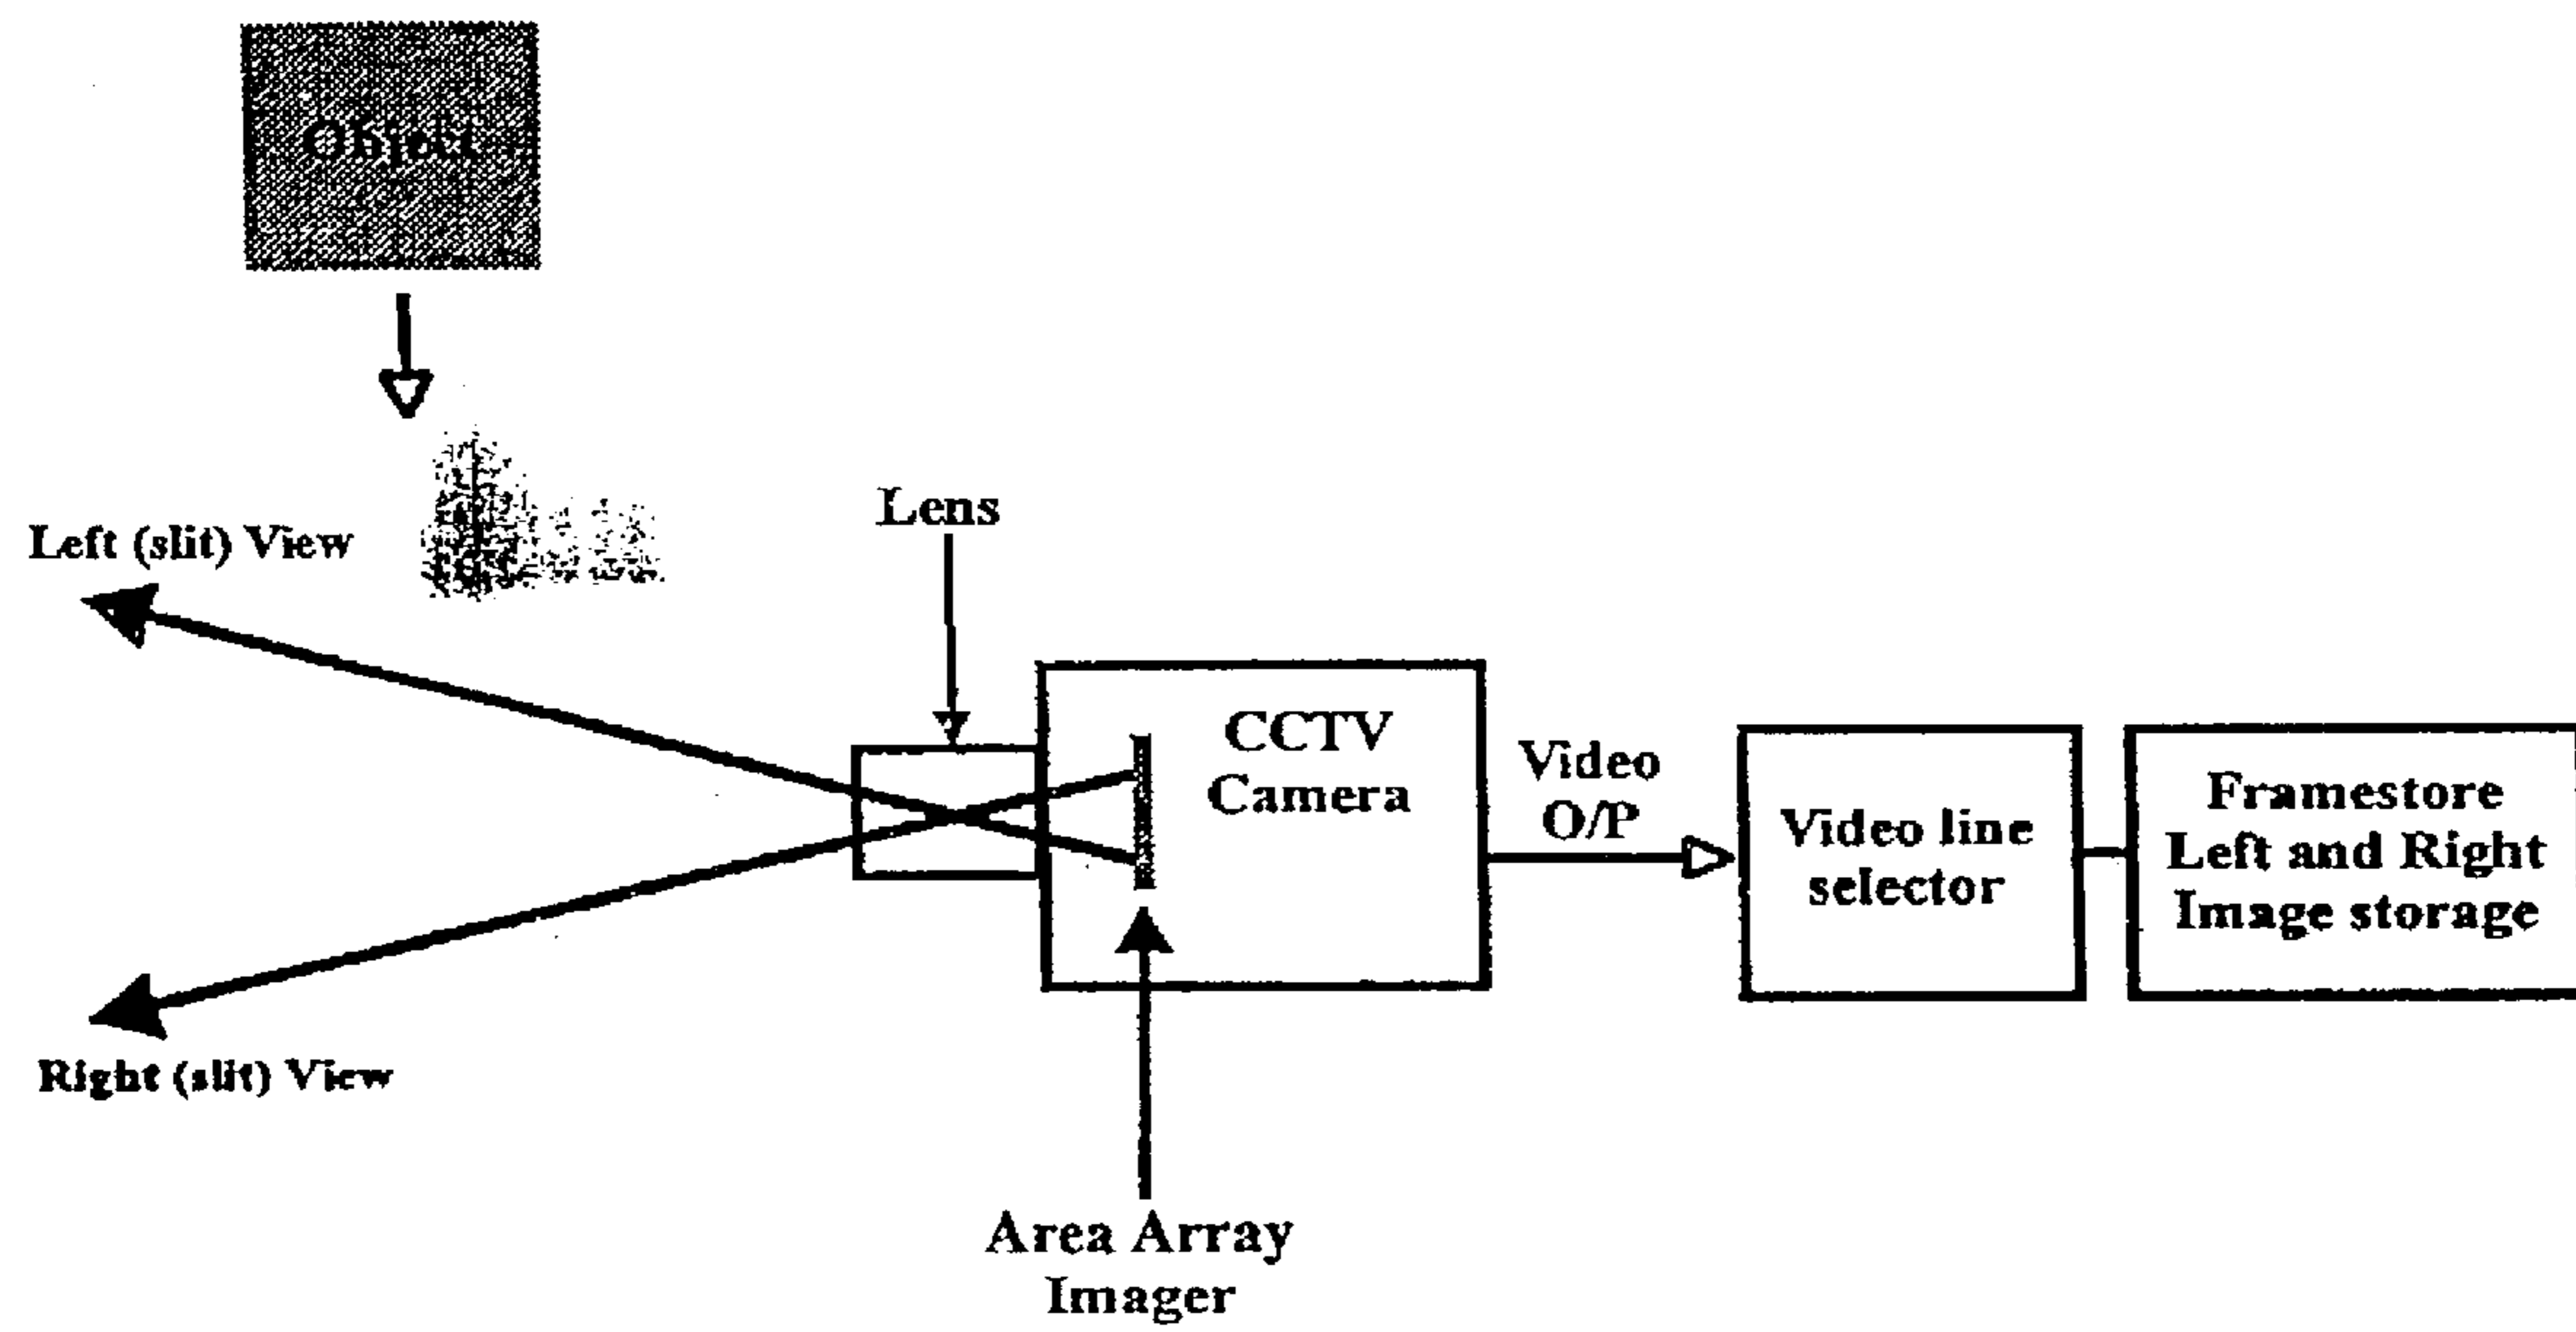 Object
Left (slit) View
Lens
CCTV
Camera
Video
O/P
Video line
selector
Framestore
Left and Right
Image storage
Right (slit) View
Area Array
Imager